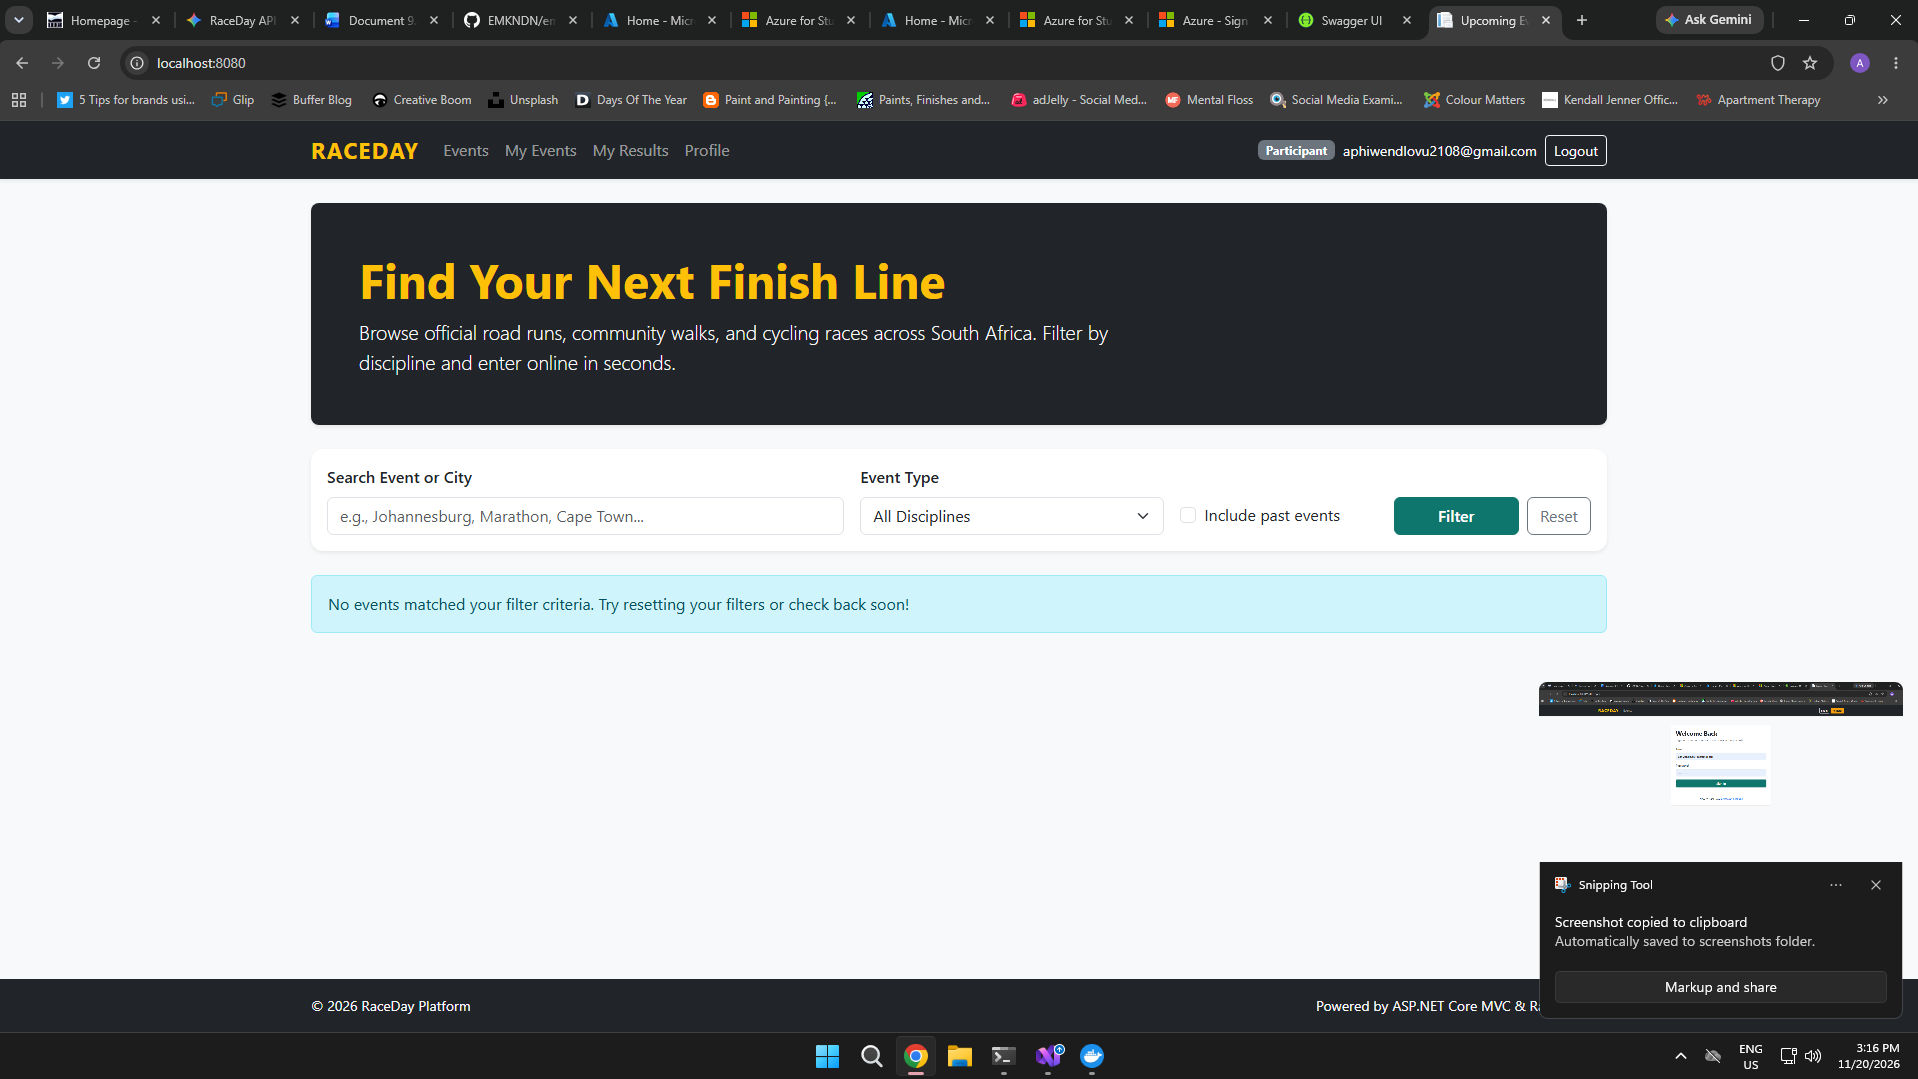 Homepage -
RaceDay API
Document 9.
EMKNDN/em
Home - Micr
Azure for Stu
Home - Micr
Azure for Stu
Azure - Sign
Swagger UI
Upcoming Ev
Ask Gemini
localhost:8080
A
5 Tips for brands usi...
Glip
Buffer Blog
Creative Boom
Unsplash
Days Of The Year
Paint and Painting {...
Paints, Finishes and...
adJelly - Social Med...
Mental Floss
Social Media Exami...
Colour Matters
Kendall Jenner Offic...
Apartment Therapy
RACEDAY
Events
My Events
My Results
Profile
Participant
aphiwendlovu2108@gmail.com
Logout
Find Your Next Finish Line
Browse official road runs, community walks, and cycling races across South Africa. Filter by
discipline and enter online in seconds.
Search Event or City
Event Type
e.g., Johannesburg, Marathon, Cape Town...
All Disciplines
Include past events
Filter
Reset
No events matched your filter criteria. Try resetting your filters or check back soon!
Welcome Back
Snipping Tool
Screenshot copied to clipboard
Automatically saved to screenshots folder.
Markup and share
© 2026 RaceDay Platform
Powered by ASP.NET Core MVC & R
ENG
US
3:16 PM
11/20/2026